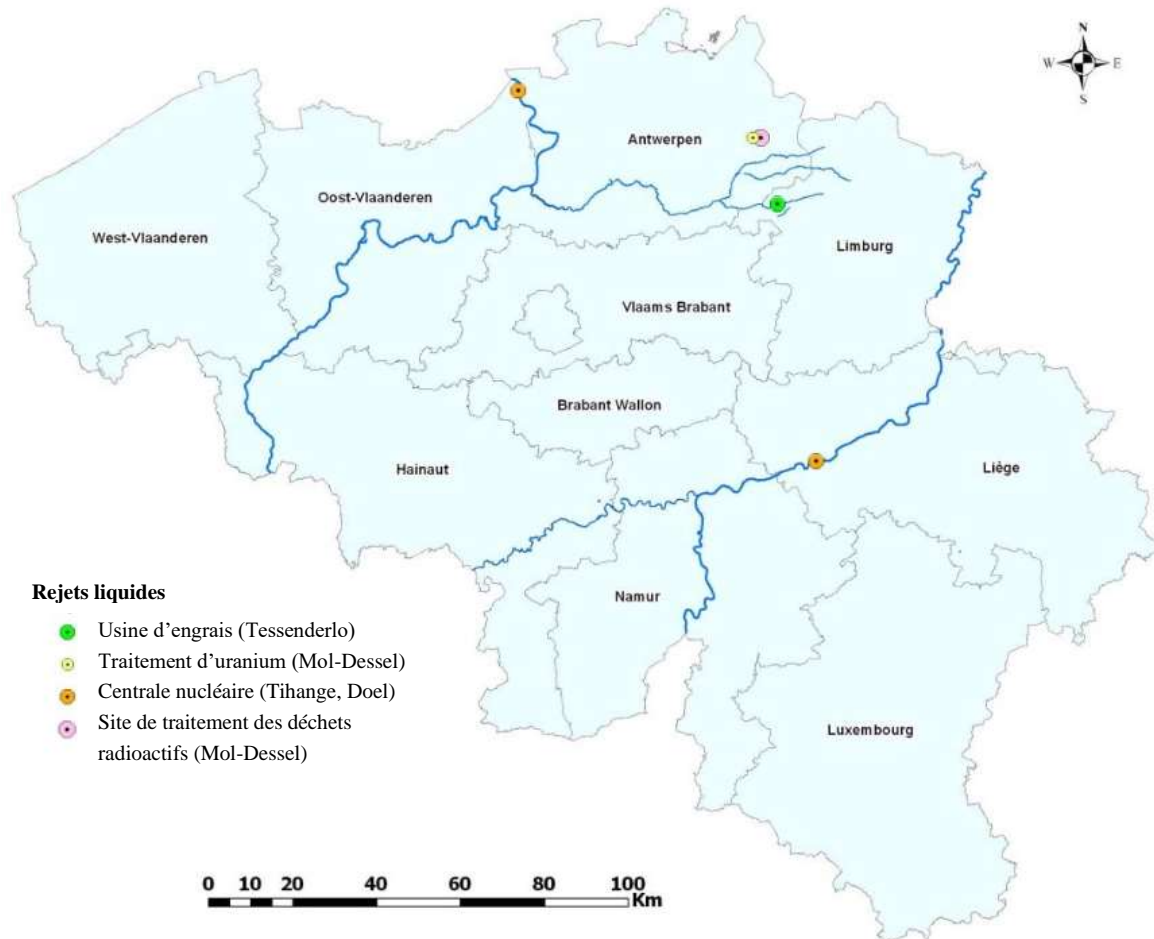 N
W E
S
Antwerpen
Oost-Vlaanderen
West-Vlaanderen
Limburg
Vlaams Brabant
Brabant Wallon
Hainaut
Liège
Namur
Luxembourg
Rejets liquides
Usine d'engrais (Tessenderlo)
Traitement d'uranium (Mol-Dessel)
Centrale nucléaire (Tihange, Doel)
Site de traitement des déchets
radioactifs (Mol-Dessel)
0 10 20 40 60 80 100
Km